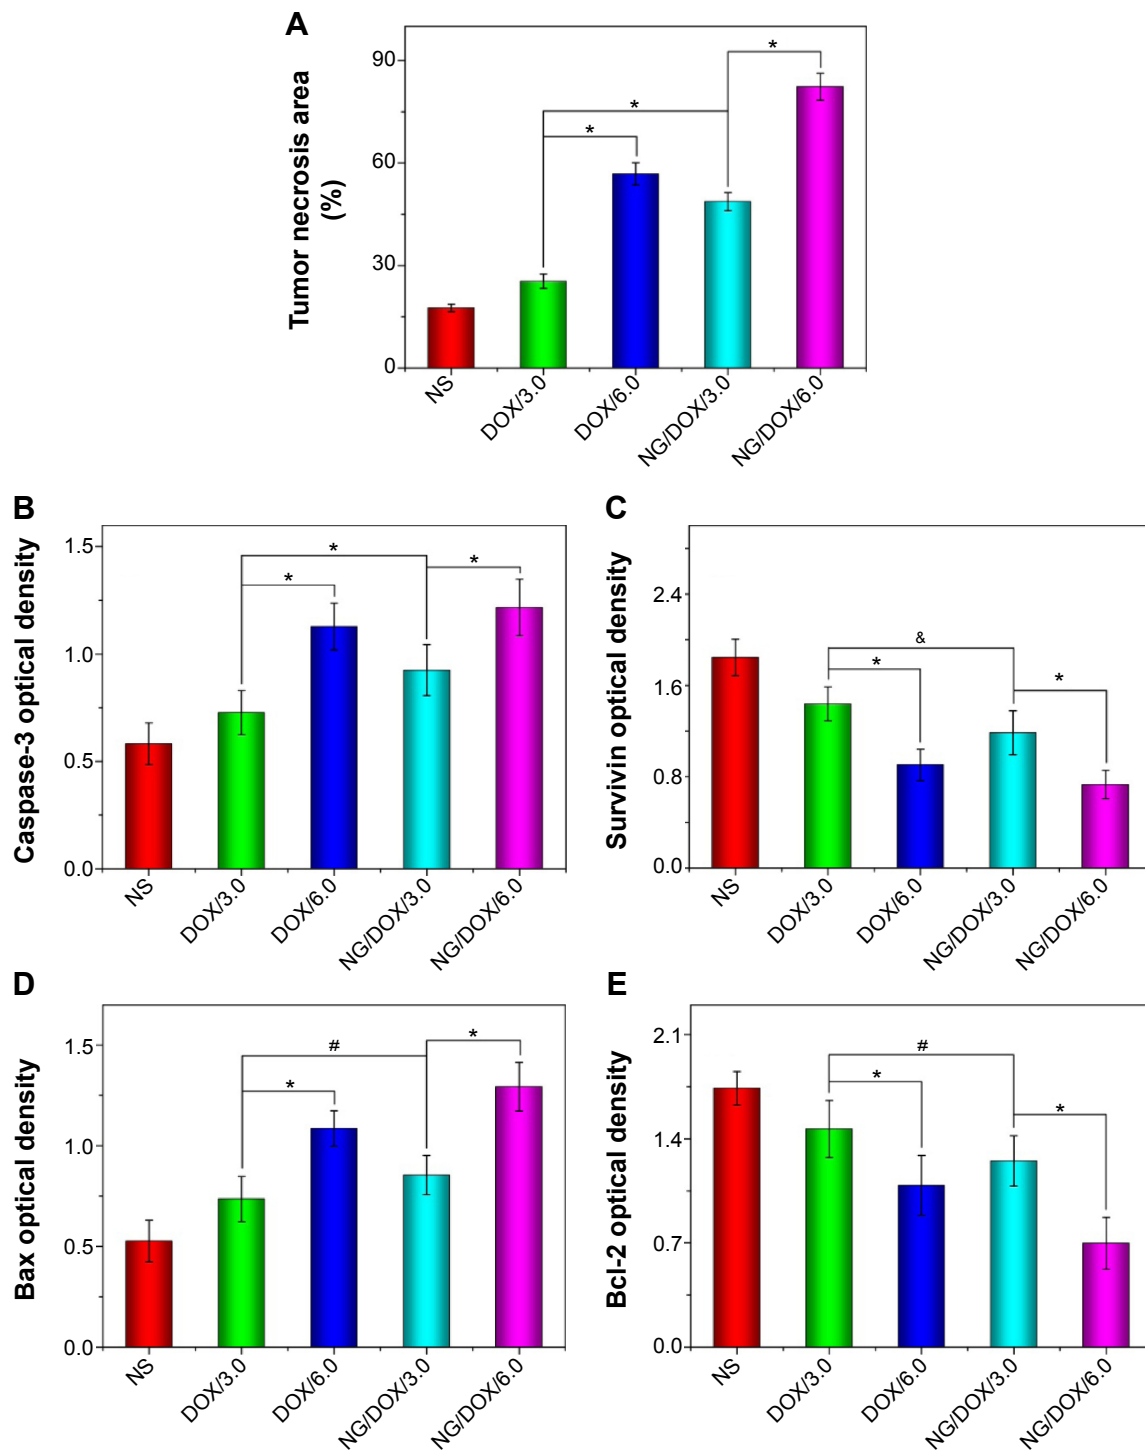 A
Tumor necrosis area
(%)
90
60
30
0
*
*
*
NS
DOX/3.0
DOX/6.0
NG/DOX/3.0
NG/DOX/6.0
B
Caspase-3 optical density
1.5
1.0
0.5
0.0
*
*
*
NS
DOX/3.0
DOX/6.0
NG/DOX/3.0
NG/DOX/6.0
C
Survivin optical density
2.4
1.6
0.8
0.0
&
*
*
NS
DOX/3.0
DOX/6.0
NG/DOX/3.0
NG/DOX/6.0
D
Bax optical density
1.5
1.0
0.5
0.0
#
*
*
NS
DOX/3.0
DOX/6.0
NG/DOX/3.0
NG/DOX/6.0
E
Bcl-2 optical density
2.1
1.4
0.7
0.0
#
*
*
NS
DOX/3.0
DOX/6.0
NG/DOX/3.0
NG/DOX/6.0